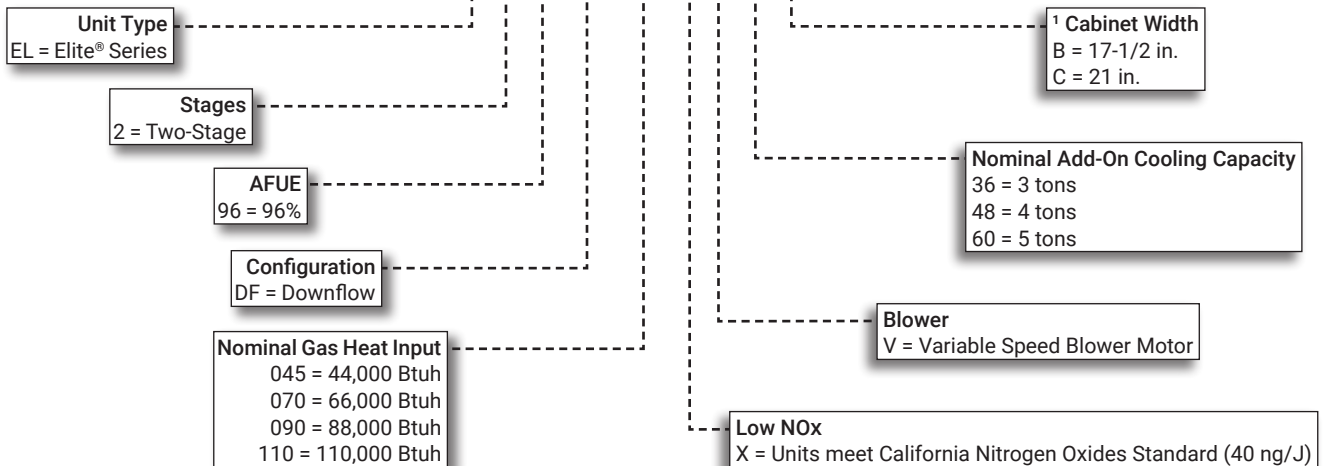 Unit Type
EL = Elite® Series
Stages
2 = Two-Stage
AFUE
96 = 96%
Configuration
DF = Downflow
Nominal Gas Heat Input
045 = 44,000 Btuh
070 = 66,000 Btuh
090 = 88,000 Btuh
110 = 110,000 Btuh
¹ Cabinet Width
B = 17-1/2 in.
C = 21 in.
Nominal Add-On Cooling Capacity
36 = 3 tons
48 = 4 tons
60 = 5 tons
Blower
V = Variable Speed Blower Motor
Low NOx
X = Units meet California Nitrogen Oxides Standard (40 ng/J)